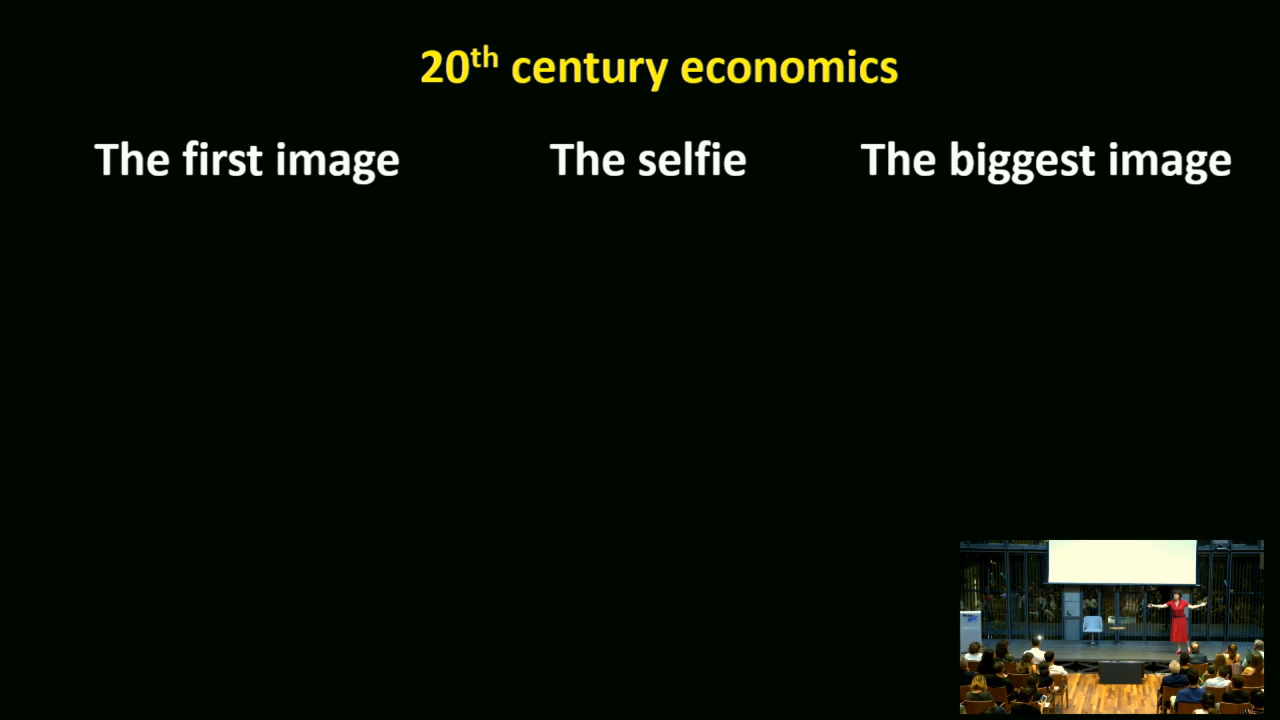 20th century economics
The first image
The selfie
The biggest image